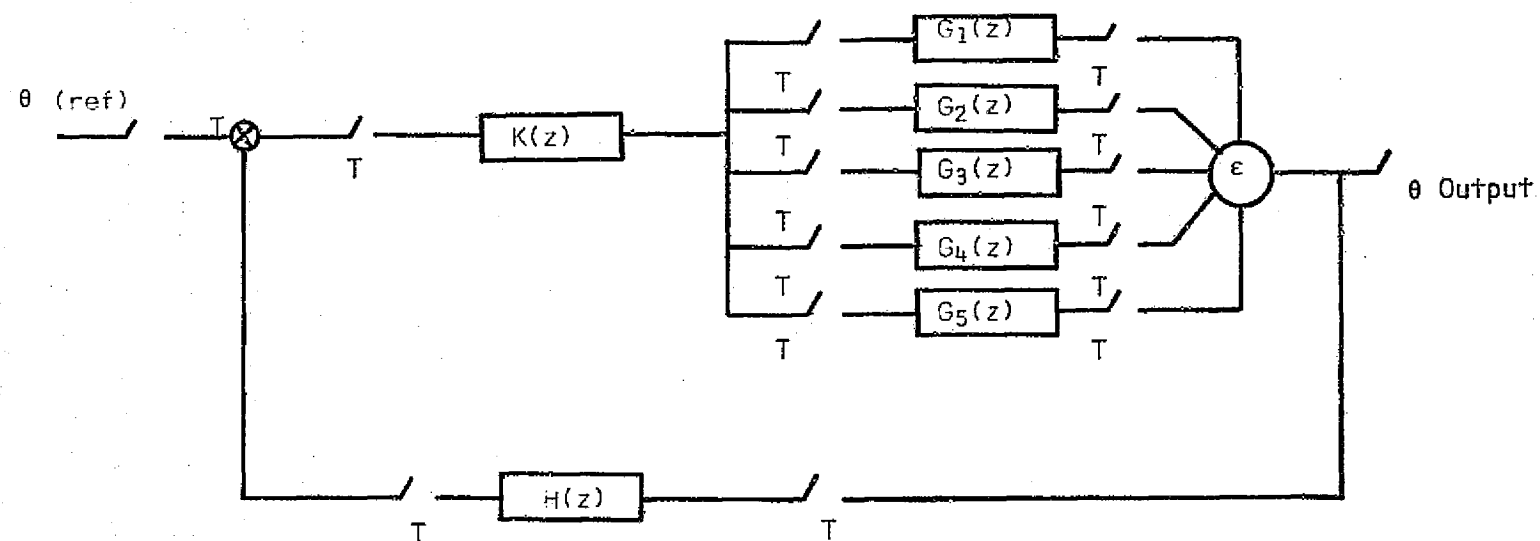 θ (ref)
T
T
K(z)
G1(z)
T
T
G2(z)
T
T
G3(z)
T
T
G4(z)
T
T
G5(z)
T
T
ε
θ Output
T
H(z)
T